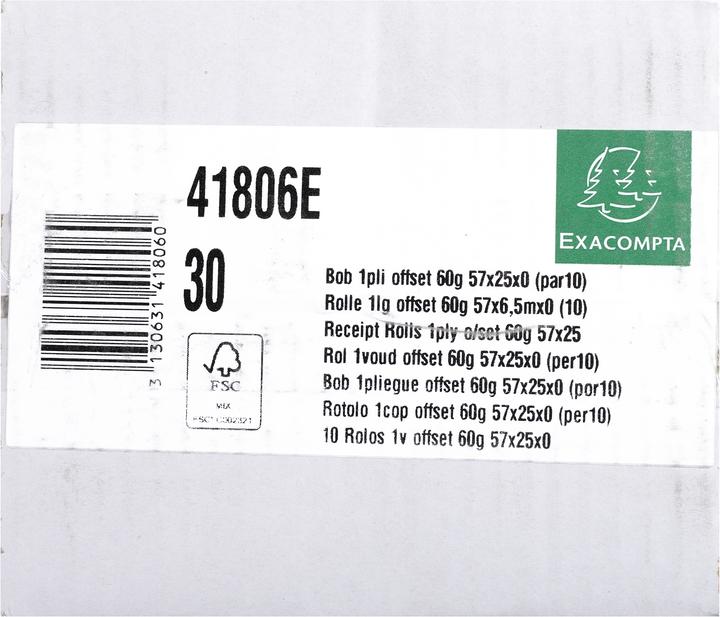 41806E
EXACOMPTA
30
3 130631 418060
Bob 1pli offset 60g 57x25x0 (par10)
Rolle 1lg offset 60g 57x6,5mx0 (10)
Receipt Rolls 1ply o/set 60g 57x25
Rol 1voud offset 60g 57x25x0 (per10)
Bob 1pliegue offset 60g 57x25x0 (por10)
Rotolo 1cop offset 60g 57x25x0 (per10)
10 Rolos 1v offset 60g 57x25x0
FSC
MIX